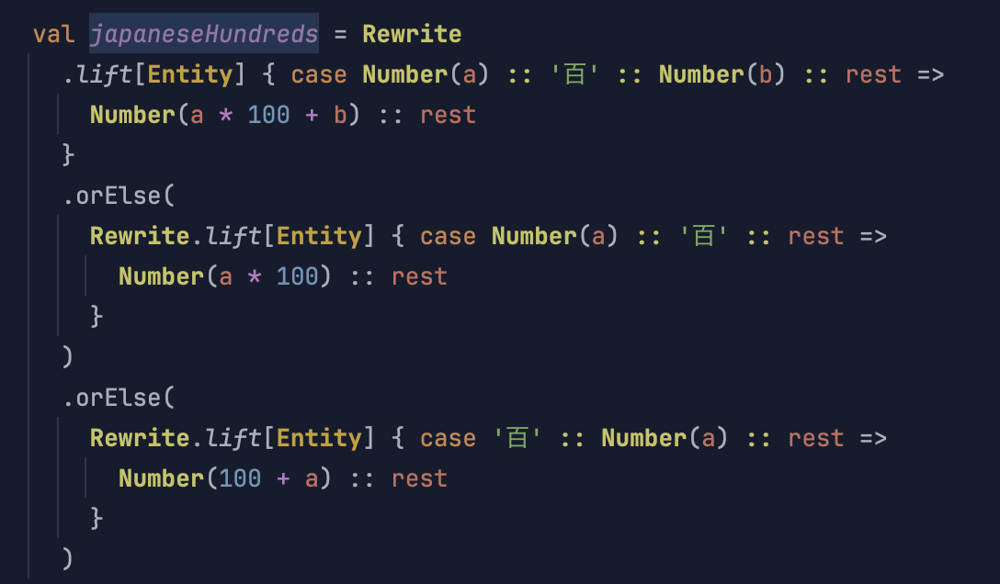 val japaneseHundreds = Rewrite
  .lift[Entity] { case Number(a) :: '百' :: Number(b) :: rest =>
    Number(a * 100 + b) :: rest
  }
  .orElse(
    Rewrite.lift[Entity] { case Number(a) :: '百' :: rest =>
      Number(a * 100) :: rest
    }
  )
  .orElse(
    Rewrite.lift[Entity] { case '百' :: Number(a) :: rest =>
      Number(100 + a) :: rest
    }
  )